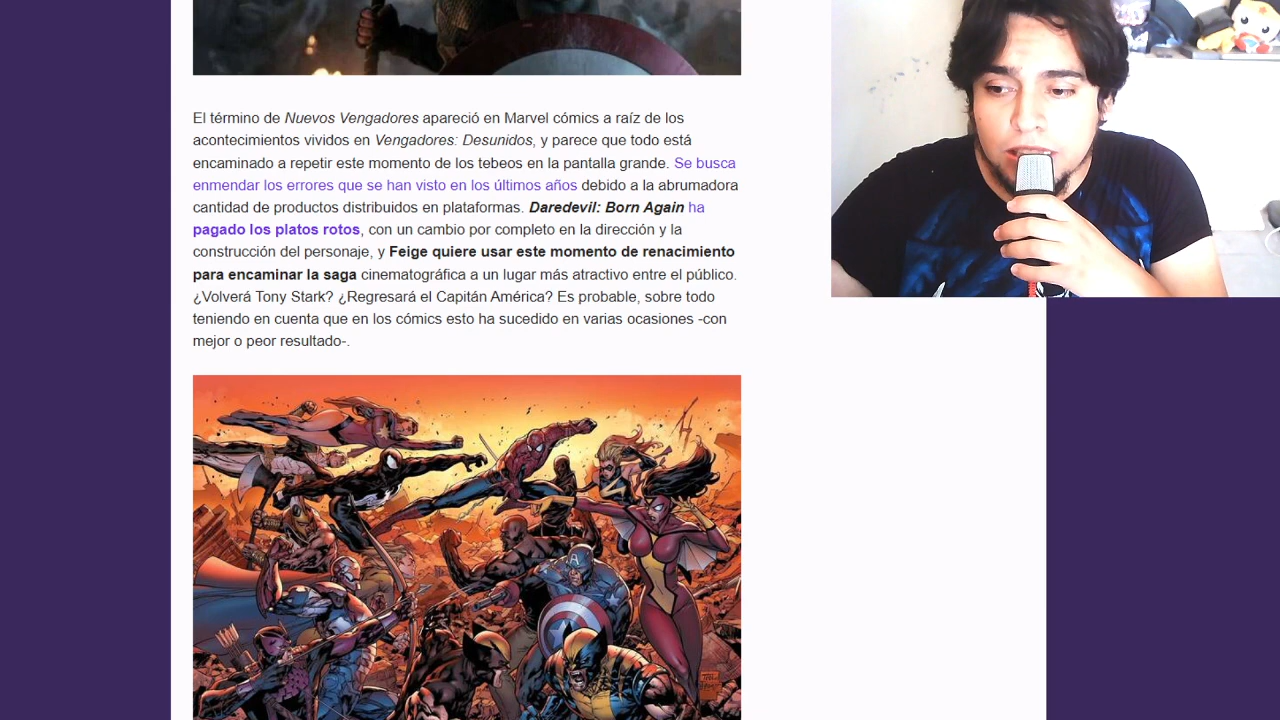 El término de Nuevos Vengadores apareció en Marvel cómics a raíz de los
acontecimientos vividos en Vengadores: Desunidos, y parece que todo está
encaminado a repetir este momento de los tebeos en la pantalla grande. Se busca
enmendar los errores que se han visto en los últimos años debido a la abrumadora
cantidad de productos distribuidos en plataformas. Daredevil: Born Again ha
pagado los platos rotos, con un cambio por completo en la dirección y la
construcción del personaje, y Feige quiere usar este momento de renacimiento
para encaminar la saga cinematográfica a un lugar más atractivo entre el público.
¿Volverá Tony Stark? ¿Regresará el Capitán América? Es probable, sobre todo
teniendo en cuenta que en los cómics esto ha sucedido en varias ocasiones -con
mejor o peor resultado-.